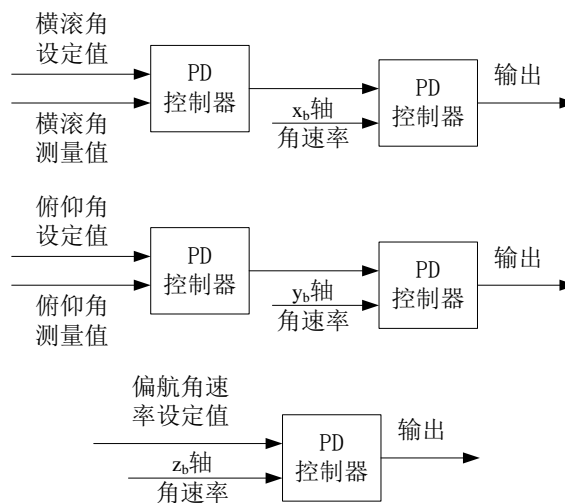 横滚角
设定值
横滚角
测量值
PD
控制器
x_b轴
角速率
PD
控制器
输出
俯仰角
设定值
俯仰角
测量值
PD
控制器
y_b轴
角速率
PD
控制器
输出
偏航角速
率设定值
z_b轴
角速率
PD
控制器
输出